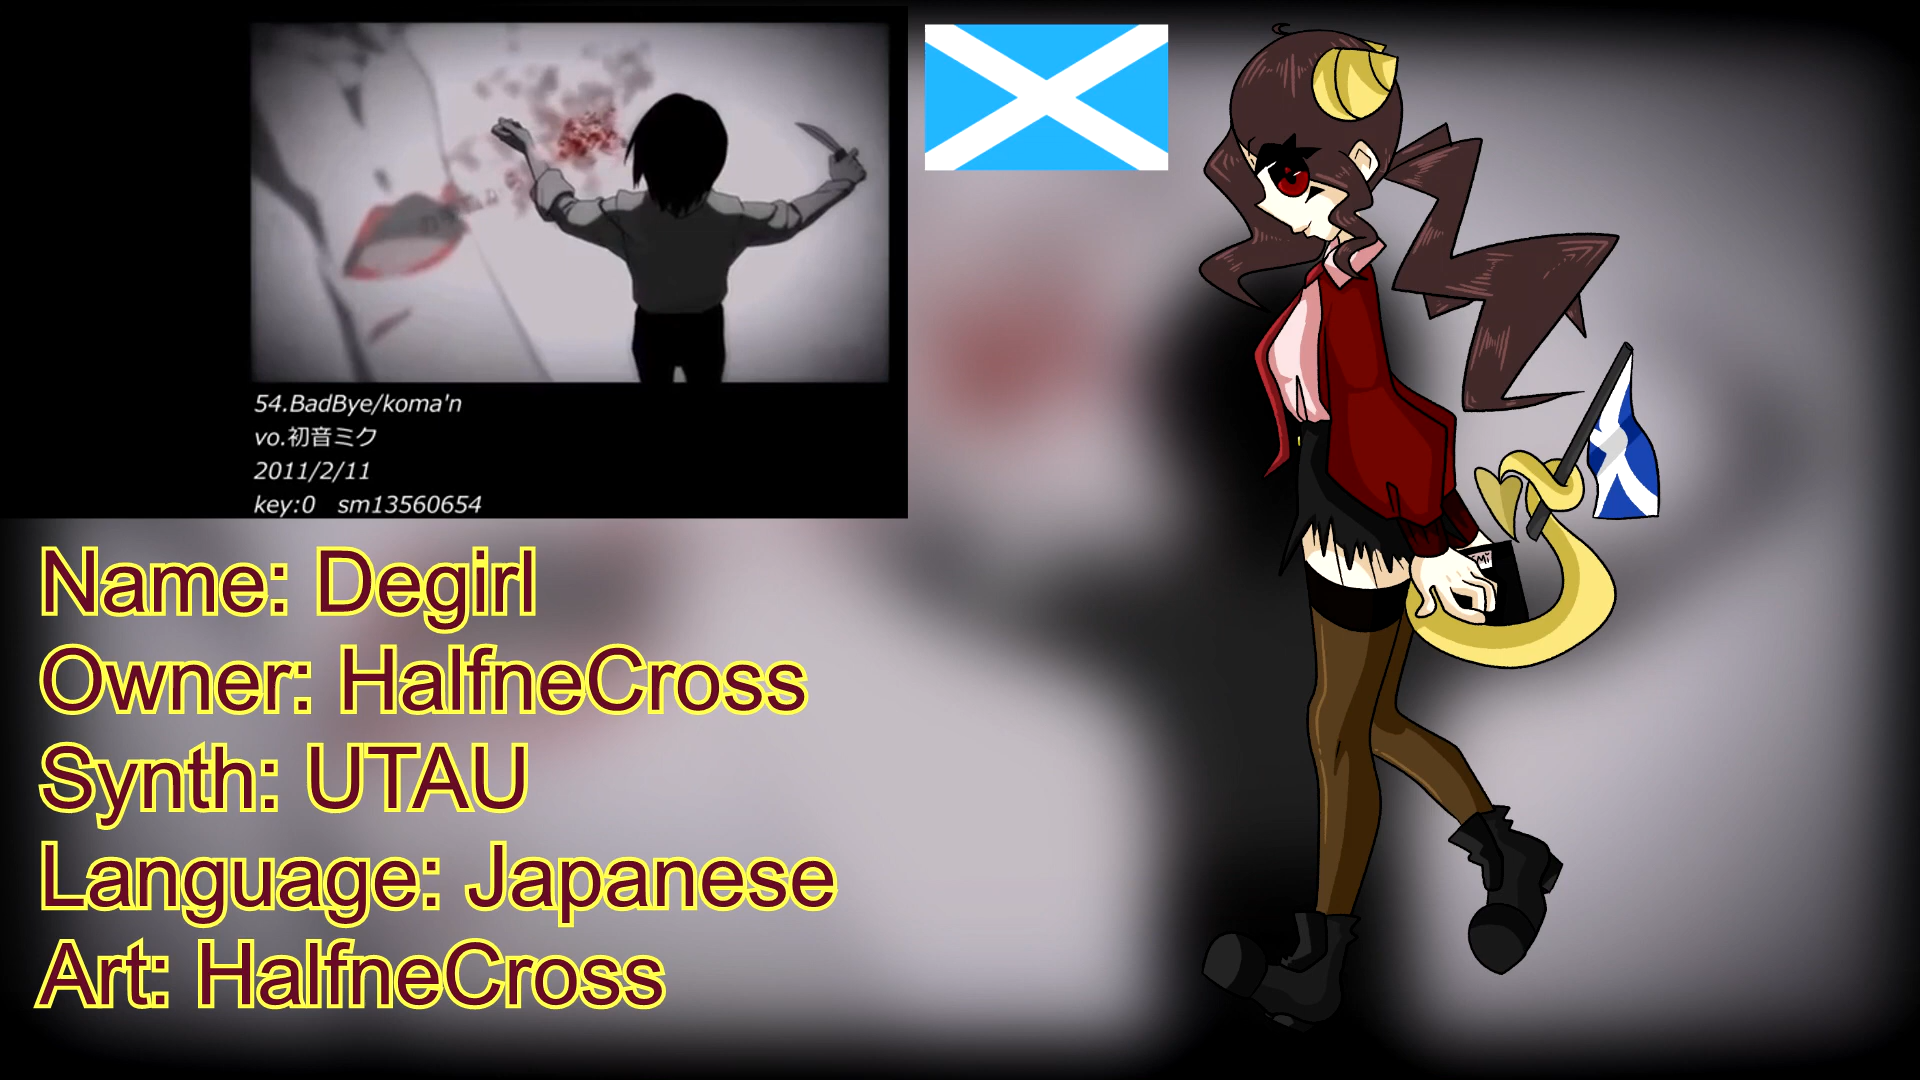 54.BadBye/koma'n
vo.初音ミク
2011/2/11
key:0 sm13560654
Name: Degirl
Owner: HalfneCross
Synth: UTAU
Language: Japanese
Art: HalfneCross